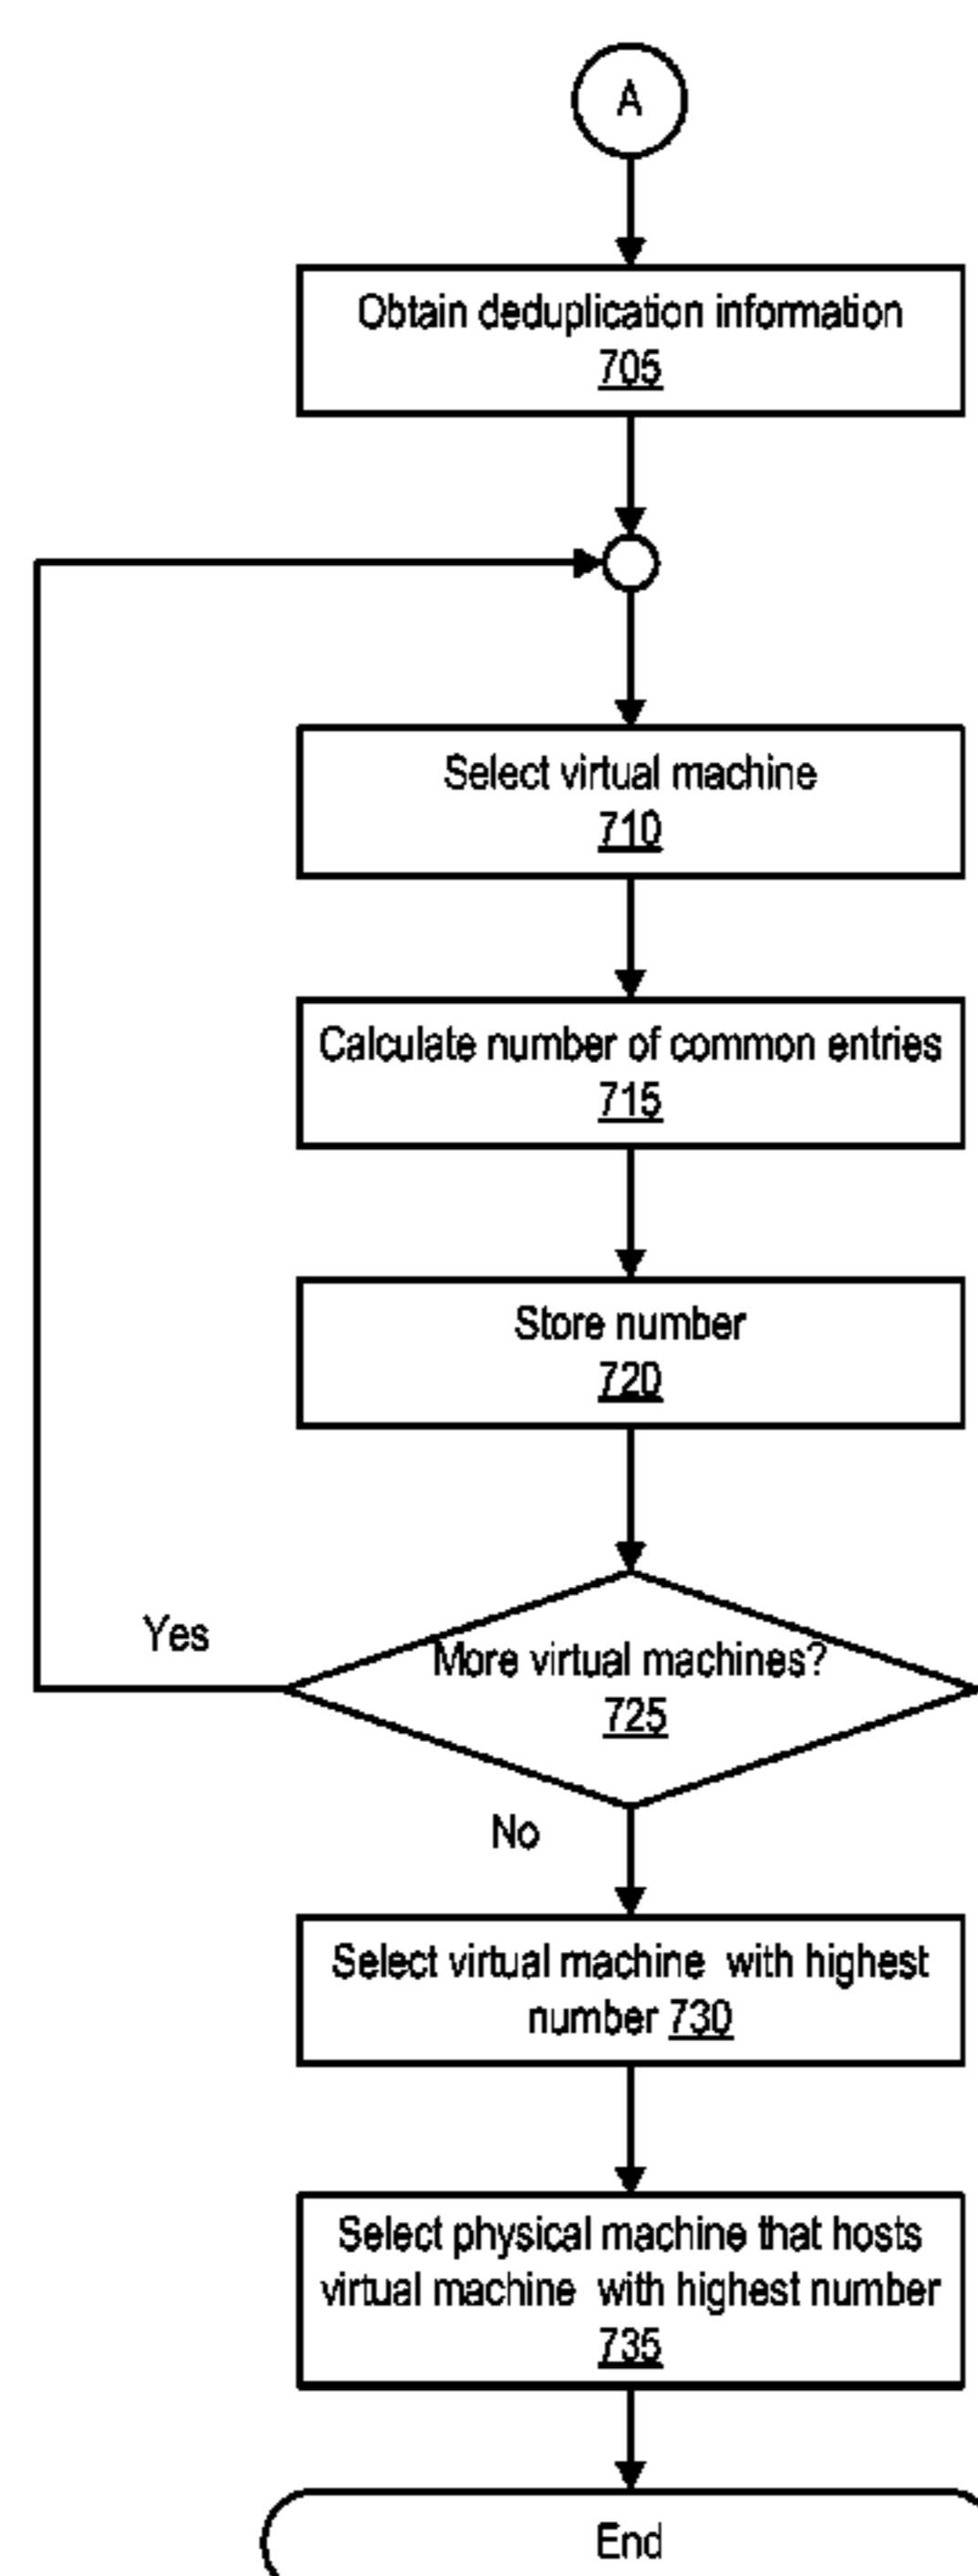 A
Obtain deduplication information
705
Select virtual machine
710
Calculate number of common entries
715
Store number
720
Yes
More virtual machines?
725
No
Select virtual machine with highest
number 730
Select physical machine that hosts
virtual machine with highest number
735
End